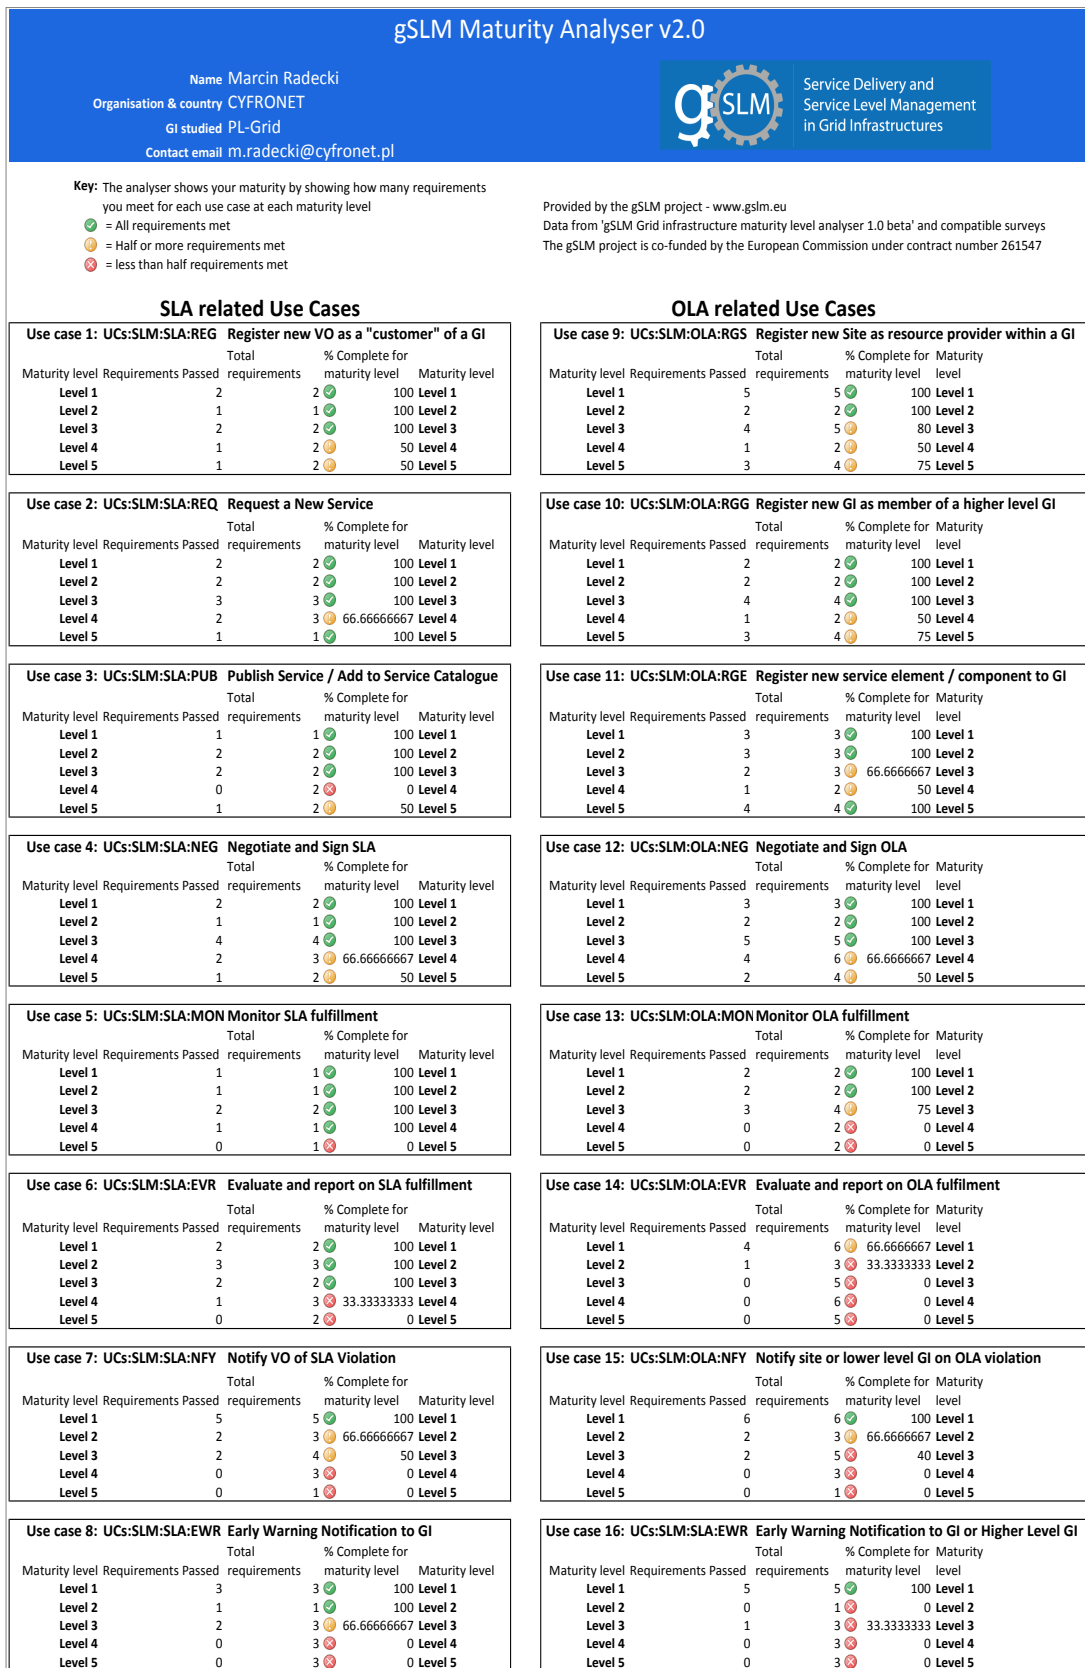 gSLM Maturity Analyser v2.0
Name Marcin Radecki
Organisation & country CYFRONET
GI studied PL-Grid
Contact email m.radecki@cyfronet.pl
gSLM
Service Delivery and
Service Level Management
in Grid Infrastructures
Key: The analyser shows your maturity by showing how many requirements
you meet for each use case at each maturity level
= All requirements met
= Half or more requirements met
= less than half requirements met
Provided by the gSLM project - www.gslm.eu
Data from 'gSLM Grid infrastructure maturity level analyser 1.0 beta' and compatible surveys
The gSLM project is co-funded by the European Commission under contract number 261547
SLA related Use Cases
Use case 1: UCs:SLM:SLA:REG Register new VO as a "customer" of a GI
Total % Complete for
Maturity level Requirements Passed requirements maturity level Maturity level
Level 1 2 2 100 Level 1
Level 2 1 1 100 Level 2
Level 3 2 2 100 Level 3
Level 4 1 2 50 Level 4
Level 5 1 2 50 Level 5
Use case 2: UCs:SLM:SLA:REQ Request a New Service
Total % Complete for
Maturity level Requirements Passed requirements maturity level Maturity level
Level 1 2 2 100 Level 1
Level 2 2 2 100 Level 2
Level 3 3 3 100 Level 3
Level 4 2 3 66.66666667 Level 4
Level 5 1 1 100 Level 5
Use case 3: UCs:SLM:SLA:PUB Publish Service / Add to Service Catalogue
Total % Complete for
Maturity level Requirements Passed requirements maturity level Maturity level
Level 1 1 1 100 Level 1
Level 2 2 2 100 Level 2
Level 3 2 2 100 Level 3
Level 4 0 2 0 Level 4
Level 5 1 2 50 Level 5
Use case 4: UCs:SLM:SLA:NEG Negotiate and Sign SLA
Total % Complete for
Maturity level Requirements Passed requirements maturity level Maturity level
Level 1 2 2 100 Level 1
Level 2 1 1 100 Level 2
Level 3 4 4 100 Level 3
Level 4 2 3 66.66666667 Level 4
Level 5 1 2 50 Level 5
Use case 5: UCs:SLM:SLA:MON Monitor SLA fulfillment
Total % Complete for
Maturity level Requirements Passed requirements maturity level Maturity level
Level 1 1 1 100 Level 1
Level 2 1 1 100 Level 2
Level 3 2 2 100 Level 3
Level 4 1 1 100 Level 4
Level 5 0 1 0 Level 5
Use case 6: UCs:SLM:SLA:EVR Evaluate and report on SLA fulfillment
Total % Complete for
Maturity level Requirements Passed requirements maturity level Maturity level
Level 1 2 2 100 Level 1
Level 2 3 3 100 Level 2
Level 3 2 2 100 Level 3
Level 4 1 3 33.33333333 Level 4
Level 5 0 2 0 Level 5
Use case 7: UCs:SLM:SLA:NFY Notify VO of SLA Violation
Total % Complete for
Maturity level Requirements Passed requirements maturity level Maturity level
Level 1 5 5 100 Level 1
Level 2 2 3 66.66666667 Level 2
Level 3 2 4 50 Level 3
Level 4 0 3 0 Level 4
Level 5 0 1 0 Level 5
Use case 8: UCs:SLM:SLA:EWR Early Warning Notification to GI
Total % Complete for
Maturity level Requirements Passed requirements maturity level Maturity level
Level 1 3 3 100 Level 1
Level 2 1 1 100 Level 2
Level 3 2 3 66.66666667 Level 3
Level 4 0 3 0 Level 4
Level 5 0 3 0 Level 5
OLA related Use Cases
Use case 9: UCs:SLM:OLA:RGS Register new Site as resource provider within a GI
Total % Complete for Maturity
Maturity level Requirements Passed requirements maturity level level
Level 1 5 5 100 Level 1
Level 2 2 2 100 Level 2
Level 3 4 5 80 Level 3
Level 4 1 2 50 Level 4
Level 5 3 4 75 Level 5
Use case 10: UCs:SLM:OLA:RGG Register new GI as member of a higher level GI
Total % Complete for Maturity
Maturity level Requirements Passed requirements maturity level level
Level 1 2 2 100 Level 1
Level 2 2 2 100 Level 2
Level 3 4 4 100 Level 3
Level 4 1 2 50 Level 4
Level 5 3 4 75 Level 5
Use case 11: UCs:SLM:OLA:RGE Register new service element / component to GI
Total % Complete for Maturity
Maturity level Requirements Passed requirements maturity level level
Level 1 3 3 100 Level 1
Level 2 3 3 100 Level 2
Level 3 2 3 66.6666667 Level 3
Level 4 1 2 50 Level 4
Level 5 4 4 100 Level 5
Use case 12: UCs:SLM:OLA:NEG Negotiate and Sign OLA
Total % Complete for Maturity
Maturity level Requirements Passed requirements maturity level level
Level 1 3 3 100 Level 1
Level 2 2 2 100 Level 2
Level 3 5 5 100 Level 3
Level 4 4 6 66.6666667 Level 4
Level 5 2 4 50 Level 5
Use case 13: UCs:SLM:OLA:MON Monitor OLA fulfillment
Total % Complete for Maturity
Maturity level Requirements Passed requirements maturity level level
Level 1 2 2 100 Level 1
Level 2 2 2 100 Level 2
Level 3 3 4 75 Level 3
Level 4 0 2 0 Level 4
Level 5 0 2 0 Level 5
Use case 14: UCs:SLM:OLA:EVR Evaluate and report on OLA fulfilment
Total % Complete for Maturity
Maturity level Requirements Passed requirements maturity level level
Level 1 4 6 66.6666667 Level 1
Level 2 1 3 33.3333333 Level 2
Level 3 0 5 0 Level 3
Level 4 0 6 0 Level 4
Level 5 0 5 0 Level 5
Use case 15: UCs:SLM:OLA:NFY Notify site or lower level GI on OLA violation
Total % Complete for Maturity
Maturity level Requirements Passed requirements maturity level level
Level 1 6 6 100 Level 1
Level 2 2 3 66.6666667 Level 2
Level 3 2 5 40 Level 3
Level 4 0 3 0 Level 4
Level 5 0 1 0 Level 5
Use case 16: UCs:SLM:SLA:EWR Early Warning Notification to GI or Higher Level GI
Total % Complete for Maturity
Maturity level Requirements Passed requirements maturity level level
Level 1 5 5 100 Level 1
Level 2 0 1 0 Level 2
Level 3 1 3 33.3333333 Level 3
Level 4 0 3 0 Level 4
Level 5 0 3 0 Level 5